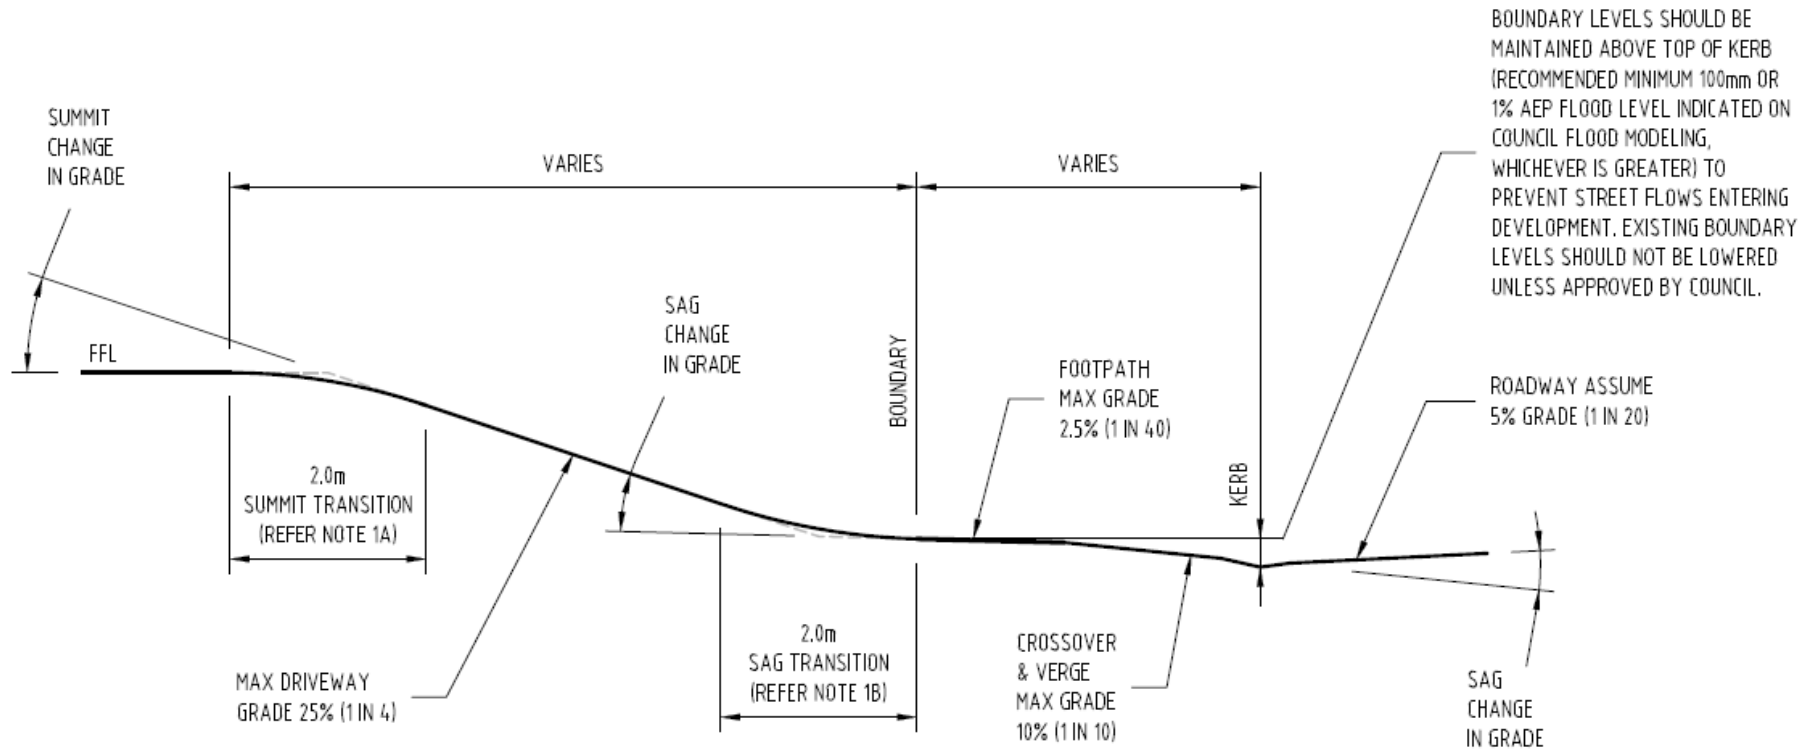 BOUNDARY LEVELS SHOULD BE
MAINTAINED ABOVE TOP OF KERB
(RECOMMENDED MINIMUM 100mm OR
1% AEP FLOOD LEVEL INDICATED ON
COUNCIL FLOOD MODELING,
WHICHEVER IS GREATER) TO
PREVENT STREET FLOWS ENTERING
DEVELOPMENT. EXISTING BOUNDARY
LEVELS SHOULD NOT BE LOWERED
UNLESS APPROVED BY COUNCIL.
SUMMIT
CHANGE
IN GRADE
VARIES
VARIES
SAG
CHANGE
IN GRADE
FFL
BOUNDARY
FOOTPATH
MAX GRADE
2.5% (1 IN 40)
ROADWAY ASSUME
5% GRADE (1 IN 20)
KERB
2.0m
SUMMIT TRANSITION
(REFER NOTE 1A)
2.0m
SAG TRANSITION
(REFER NOTE 1B)
MAX DRIVEWAY
GRADE 25% (1 IN 4)
CROSSOVER
& VERGE
MAX GRADE
10% (1 IN 10)
SAG
CHANGE
IN GRADE